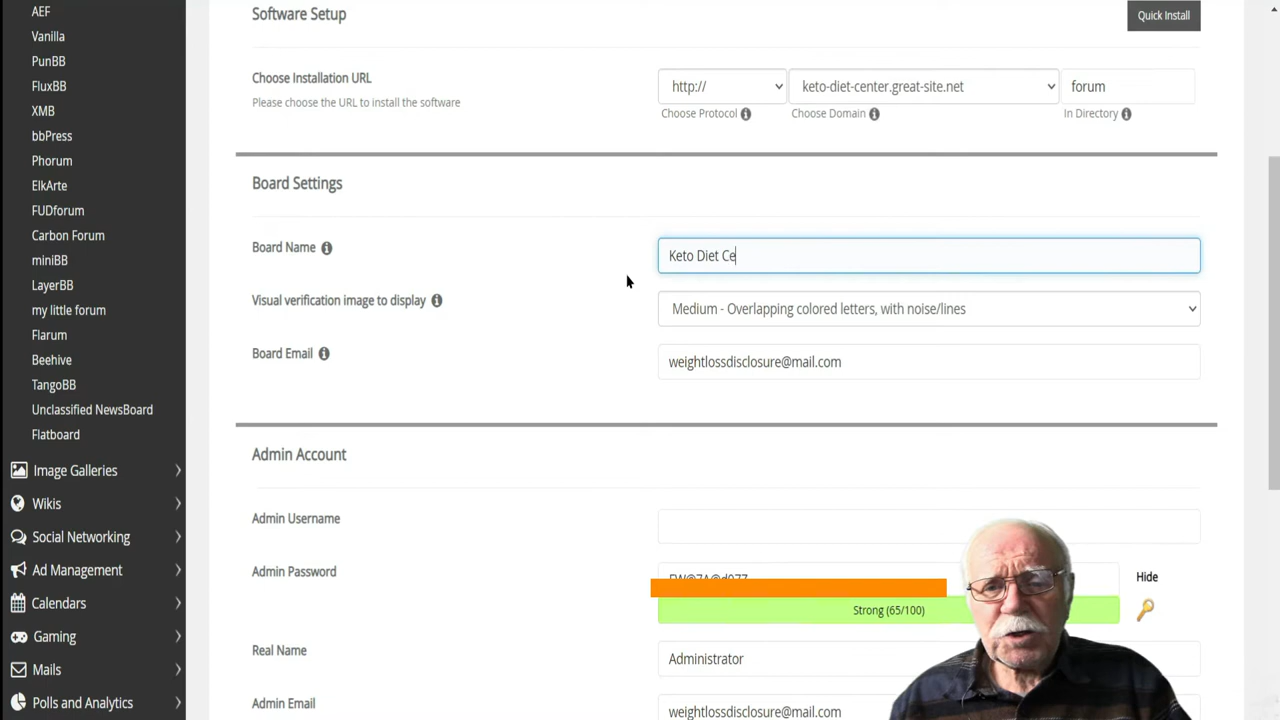 AEF
Vanilla
PunBB
FluxBB
XMB
bbPress
Phorum
ElkArte
FUDforum
Carbon Forum
miniBB
LayerBB
my little forum
Flarum
Beehive
TangoBB
Unclassified NewsBoard
Flatboard
Image Galleries
Wikis
Social Networking
Ad Management
Calendars
Gaming
Mails
Polls and Analytics
Software Setup
Quick Install
Choose Installation URL
Please choose the URL to install the software
http://
keto-diet-center.great-site.net
forum
Choose Protocol
Choose Domain
In Directory
Board Settings
Board Name
Keto Diet Ce
Visual verification image to display
Medium - Overlapping colored letters, with noise/lines
Board Email
weightlossdisclosure@mail.com
Admin Account
Admin Username
Admin Password
Hide
Strong (65/100)
Real Name
Administrator
Admin Email
weightlossdisclosure@mail.com